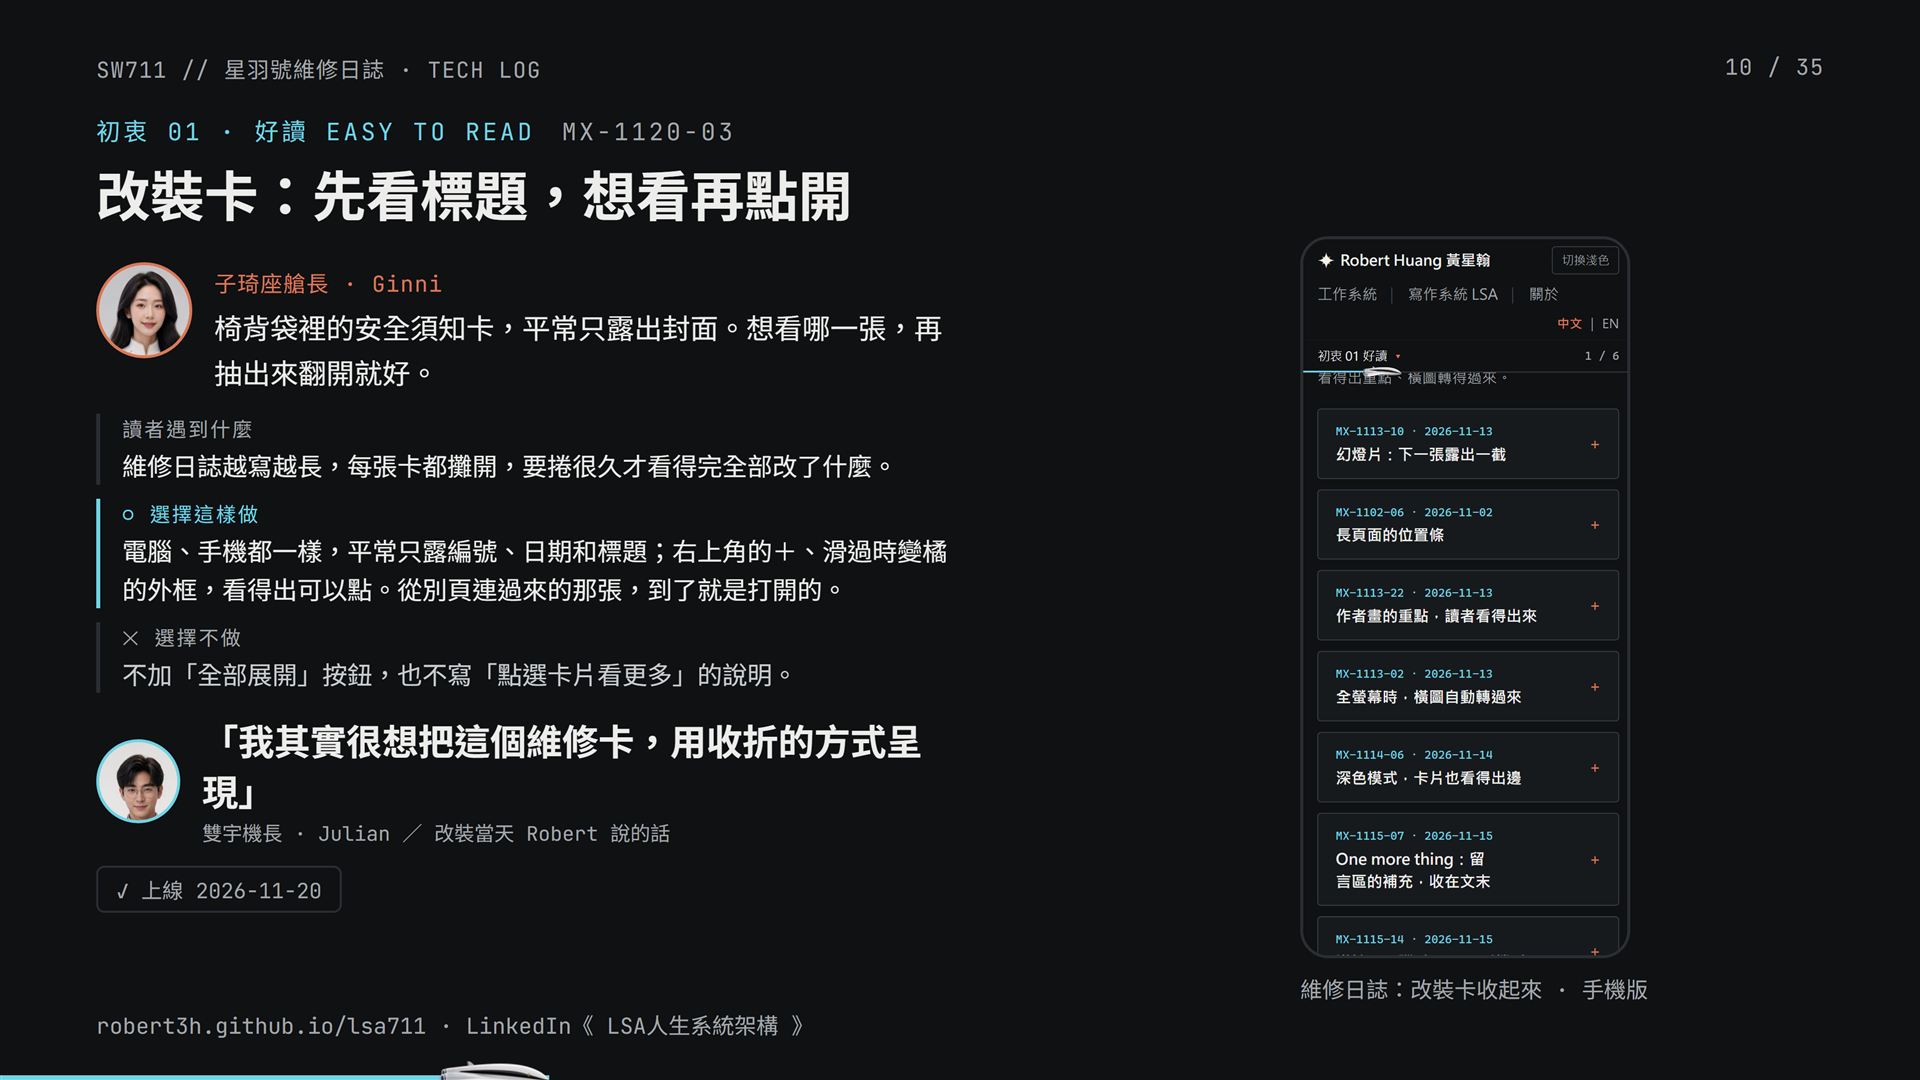 SW711 // 星羽號維修日誌 · TECH LOG
10 / 35
初衷 01 · 好讀 EASY TO READ MX-1120-03
改裝卡：先看標題，想看再點開
子琦座艙長 · Ginni
椅背袋裡的安全須知卡，平常只露出封面。想看哪一張，再
抽出來翻開就好。
讀者遇到什麼
維修日誌越寫越長，每張卡都攤開，要捲很久才看得完全部改了什麼。
○ 選擇這樣做
電腦、手機都一樣，平常只露編號、日期和標題；右上角的＋、滑過時變橘
的外框，看得出可以點。從別頁連過來的那張，到了就是打開的。
✕ 選擇不做
不加「全部展開」按鈕，也不寫「點選卡片看更多」的說明。
「我其實很想把這個維修卡，用收折的方式呈
現」
雙宇機長 · Julian ／ 改裝當天 Robert 說的話
✓ 上線 2026-11-20
robert3h.github.io/lsa711 · LinkedIn《 LSA人生系統架構 》
✦ Robert Huang 黃星翰
切換淺色
工作系統 | 寫作系統 LSA | 關於
中文 | EN
初衷 01 好讀 ▾
1 / 6
看得出重點、橫圖轉得過來。
MX-1113-10 · 2026-11-13
幻燈片：下一張露出一截
+
MX-1102-06 · 2026-11-02
長頁面的位置條
+
MX-1113-22 · 2026-11-13
作者畫的重點，讀者看得出來
+
MX-1113-02 · 2026-11-13
全螢幕時，橫圖自動轉過來
+
MX-1114-06 · 2026-11-14
深色模式，卡片也看得出邊
+
MX-1115-07 · 2026-11-15
One more thing：留
言區的補充，收在文末
+
MX-1115-14 · 2026-11-15
+
維修日誌：改裝卡收起來 · 手機版